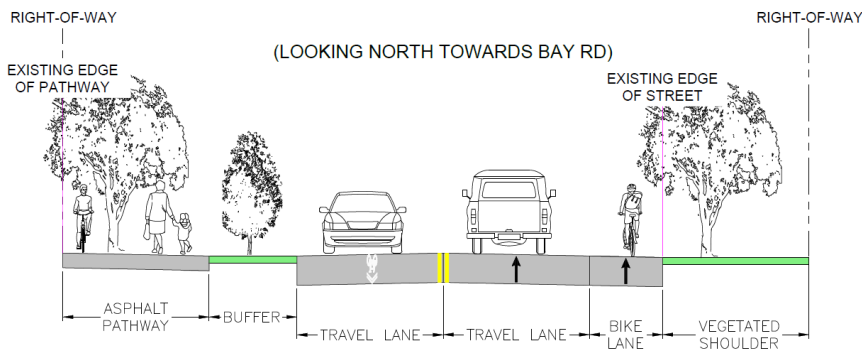 RIGHT-OF-WAY
RIGHT-OF-WAY
(LOOKING NORTH TOWARDS BAY RD)
EXISTING EDGE
OF PATHWAY
EXISTING EDGE
OF STREET
ASPHALT
PATHWAY
BUFFER
TRAVEL LANE
TRAVEL LANE
BIKE
LANE
VEGETATED
SHOULDER